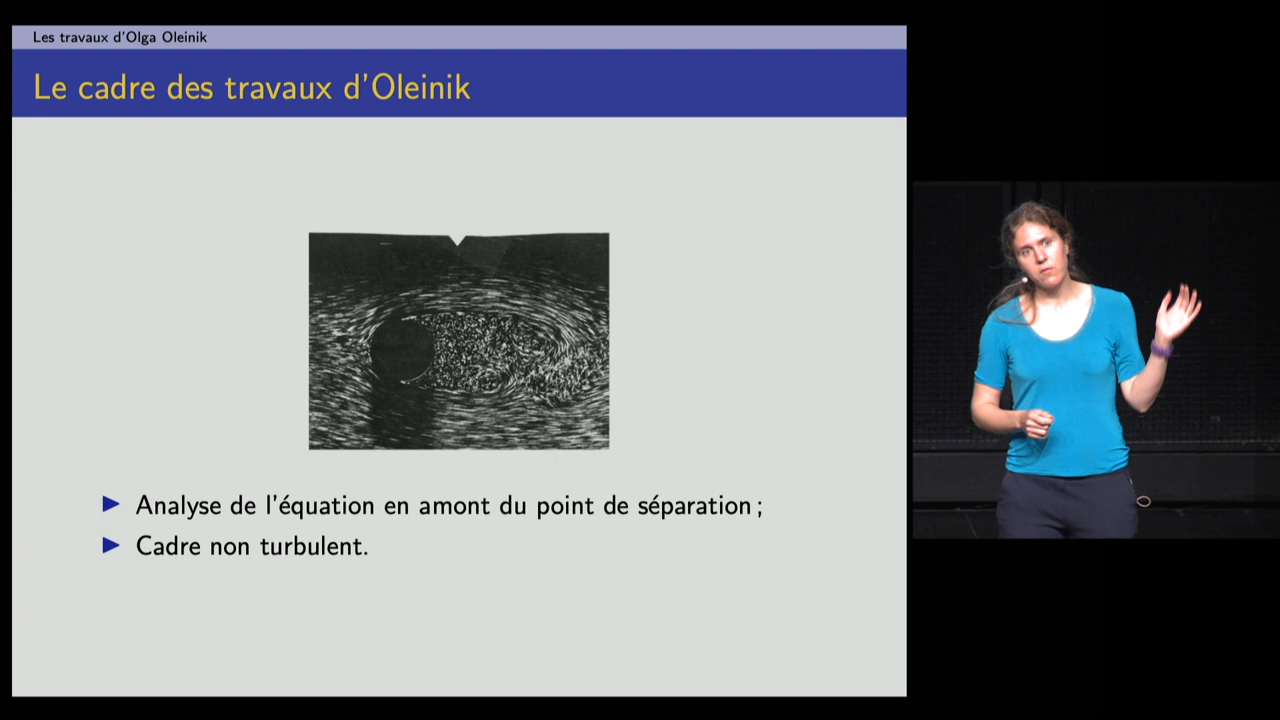 Les travaux d'Olga Oleinik
Le cadre des travaux d'Oleinik
Analyse de l'équation en amont du point de séparation ;
Cadre non turbulent.